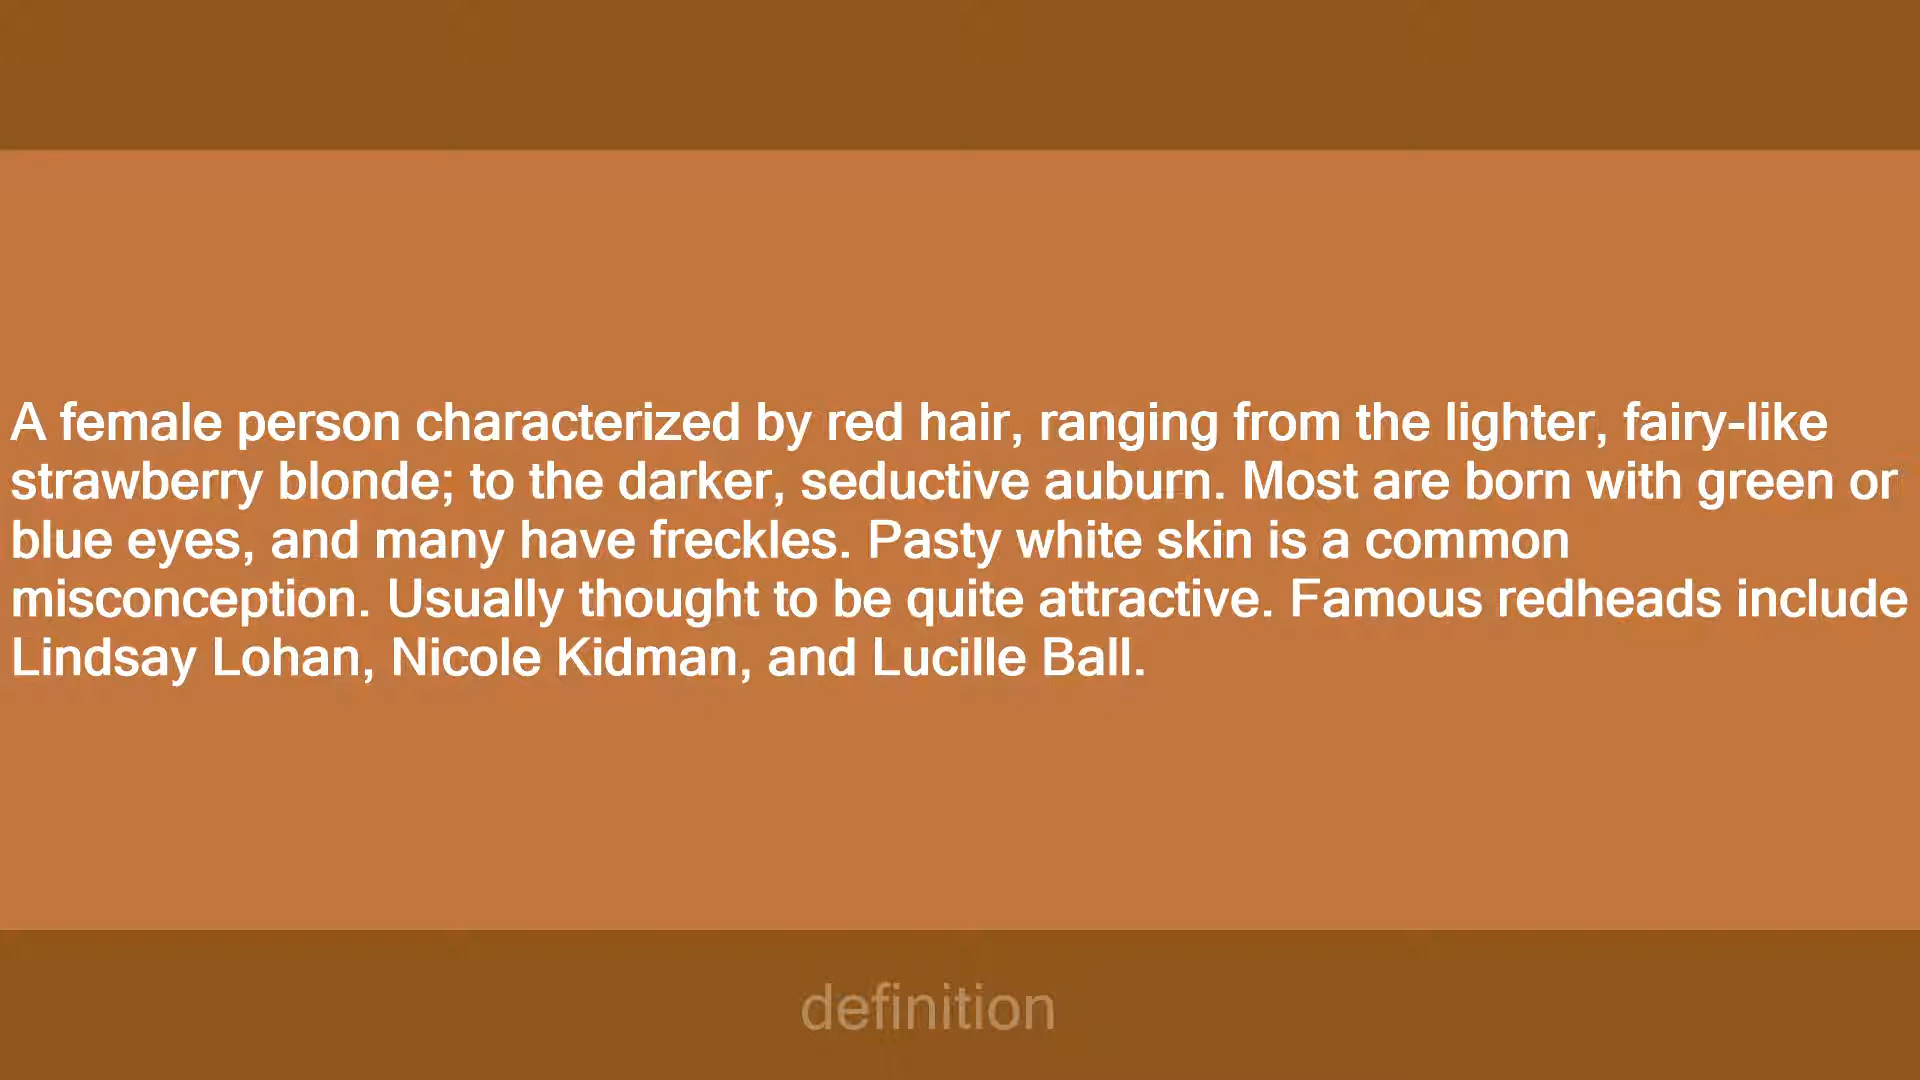 A female person characterized by red hair, ranging from the lighter, fairy-like
strawberry blonde; to the darker, seductive auburn. Most are born with green or
blue eyes, and many have freckles. Pasty white skin is a common
misconception. Usually thought to be quite attractive. Famous redheads include
Lindsay Lohan, Nicole Kidman, and Lucille Ball.
definition